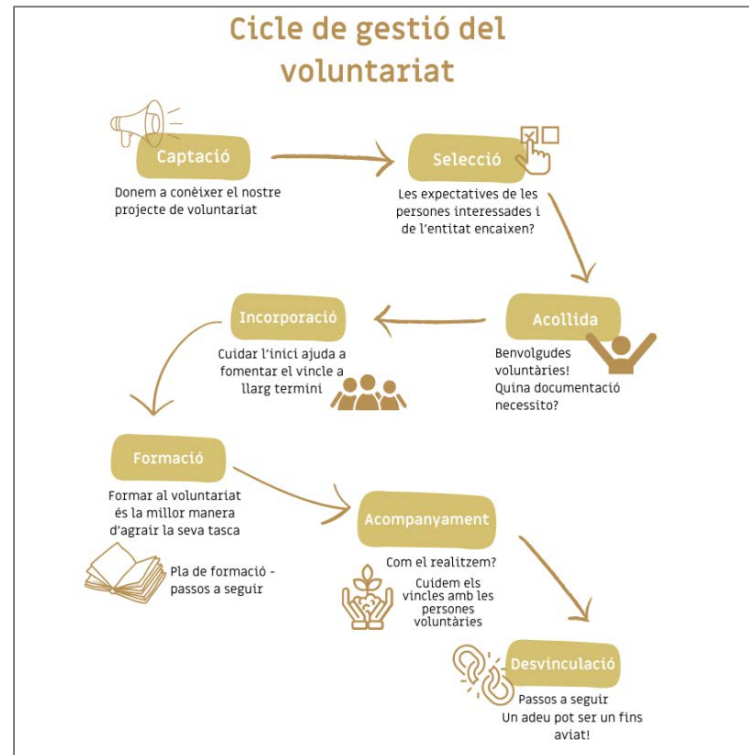 Cicle de gestió del
voluntariat
Captació
Donem a conèixer el nostre
projecte de voluntariat
Selecció
Les expectatives de les
persones interessades i
de l'entitat encaixen?
Acollida
Benvolgudes
voluntàries!
Quina documentació
necessito?
Incorporació
Cuidar l'inici ajuda a
fomentar el vincle a
llarg termini
Formació
Formar al voluntariat
és la millor manera
d'agrair la seva tasca
Pla de formació -
passos a seguir
Acompanyament
Com el realitzem?
Cuidem els
vincles amb les
persones
voluntàries
Desvinculació
Passos a seguir
Un adeu pot ser un fins
aviat!